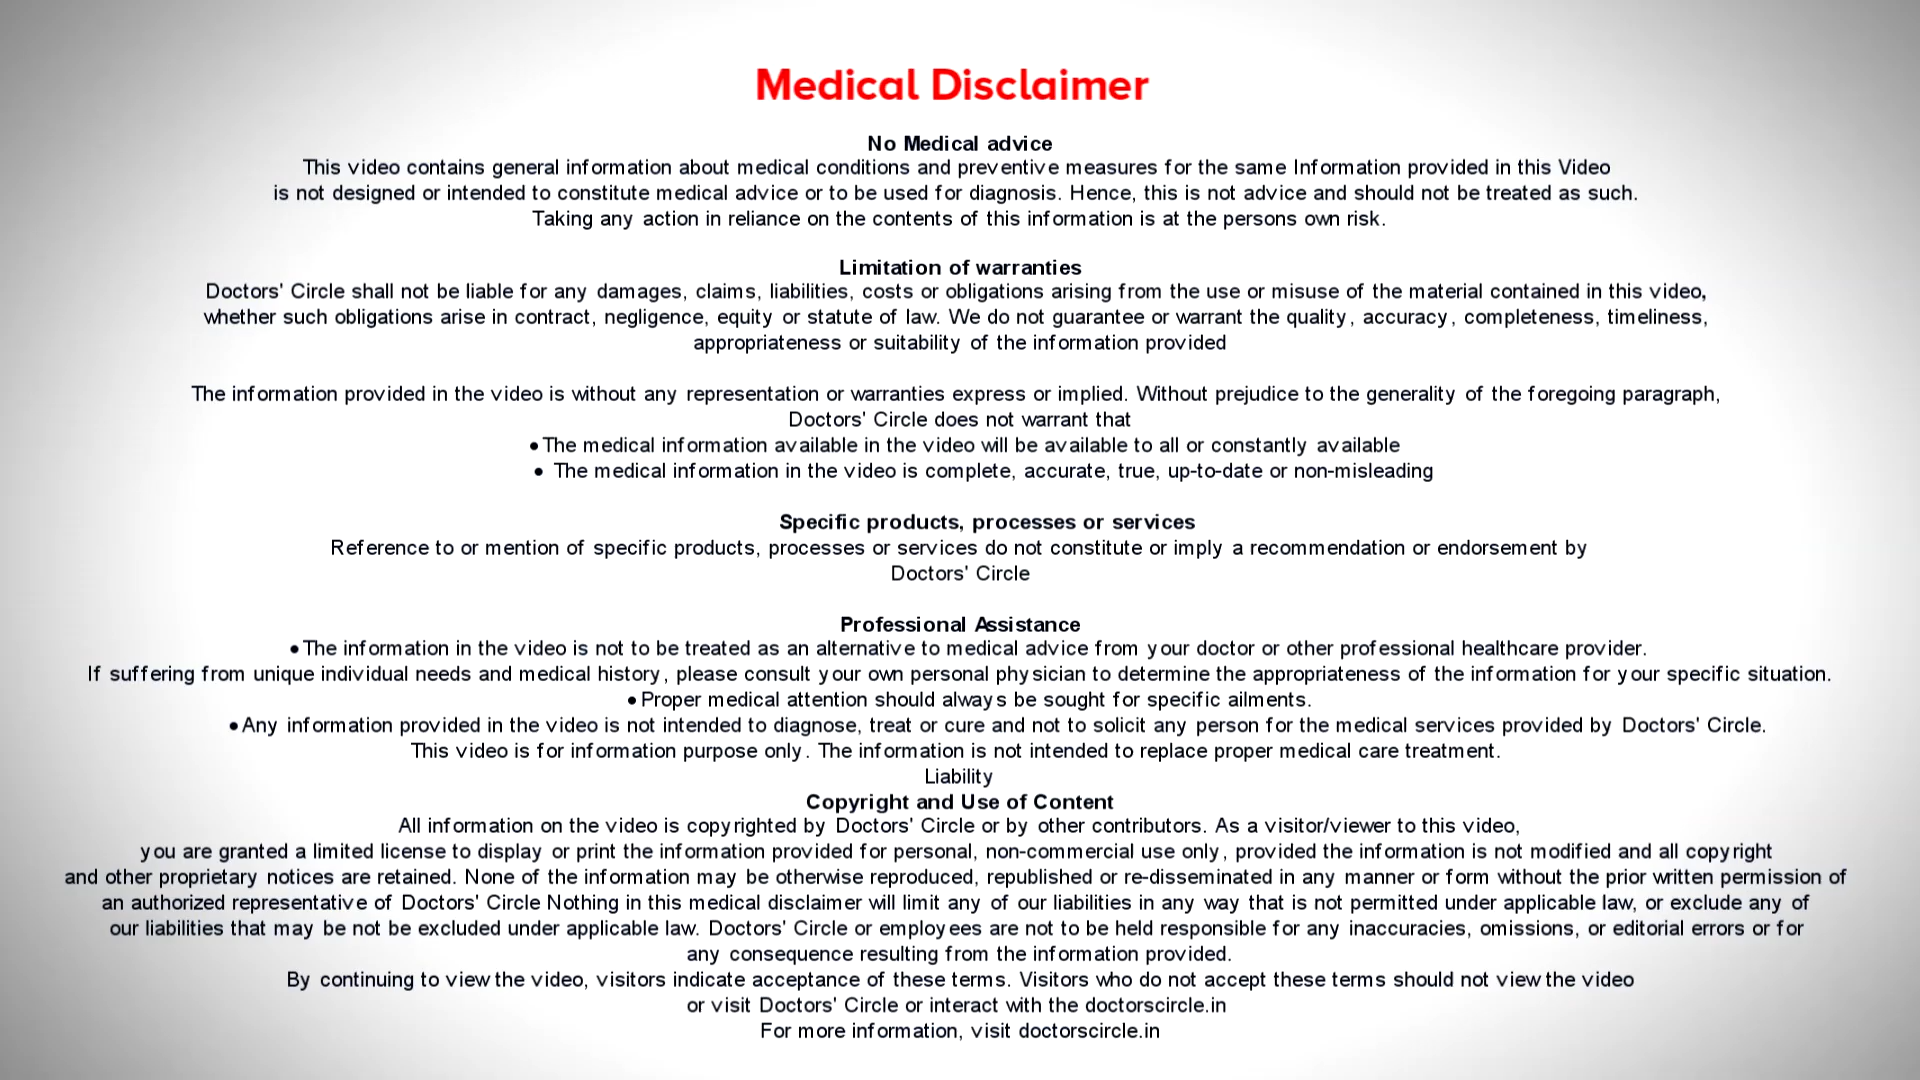 Medical Disclaimer
No Medical advice
This video contains general information about medical conditions and preventive measures for the same Information provided in this Video
is not designed or intended to constitute medical advice or to be used for diagnosis. Hence, this is not advice and should not be treated as such.
Taking any action in reliance on the contents of this information is at the persons own risk.
Limitation of warranties
Doctors' Circle shall not be liable for any damages, claims, liabilities, costs or obligations arising from the use or misuse of the material contained in this video,
whether such obligations arise in contract, negligence, equity or statute of law. We do not guarantee or warrant the quality, accuracy, completeness, timeliness,
appropriateness or suitability of the information provided
The information provided in the video is without any representation or warranties express or implied. Without prejudice to the generality of the foregoing paragraph,
Doctors' Circle does not warrant that
• The medical information available in the video will be available to all or constantly available
• The medical information in the video is complete, accurate, true, up-to-date or non-misleading
Specific products, processes or services
Reference to or mention of specific products, processes or services do not constitute or imply a recommendation or endorsement by
Doctors' Circle
Professional Assistance
• The information in the video is not to be treated as an alternative to medical advice from your doctor or other professional healthcare provider.
If suffering from unique individual needs and medical history, please consult your own personal physician to determine the appropriateness of the information for your specific situation.
• Proper medical attention should always be sought for specific ailments.
• Any information provided in the video is not intended to diagnose, treat or cure and not to solicit any person for the medical services provided by Doctors' Circle.
This video is for information purpose only. The information is not intended to replace proper medical care treatment.
Liability
Copyright and Use of Content
All information on the video is copyrighted by Doctors' Circle or by other contributors. As a visitor/viewer to this video,
you are granted a limited license to display or print the information provided for personal, non-commercial use only, provided the information is not modified and all copyright
and other proprietary notices are retained. None of the information may be otherwise reproduced, republished or re-disseminated in any manner or form without the prior written permission of
an authorized representative of Doctors' Circle Nothing in this medical disclaimer will limit any of our liabilities in any way that is not permitted under applicable law, or exclude any of
our liabilities that may be not be excluded under applicable law. Doctors' Circle or employees are not to be held responsible for any inaccuracies, omissions, or editorial errors or for
any consequence resulting from the information provided.
By continuing to view the video, visitors indicate acceptance of these terms. Visitors who do not accept these terms should not view the video
or visit Doctors' Circle or interact with the doctorscircle.in
For more information, visit doctorscircle.in